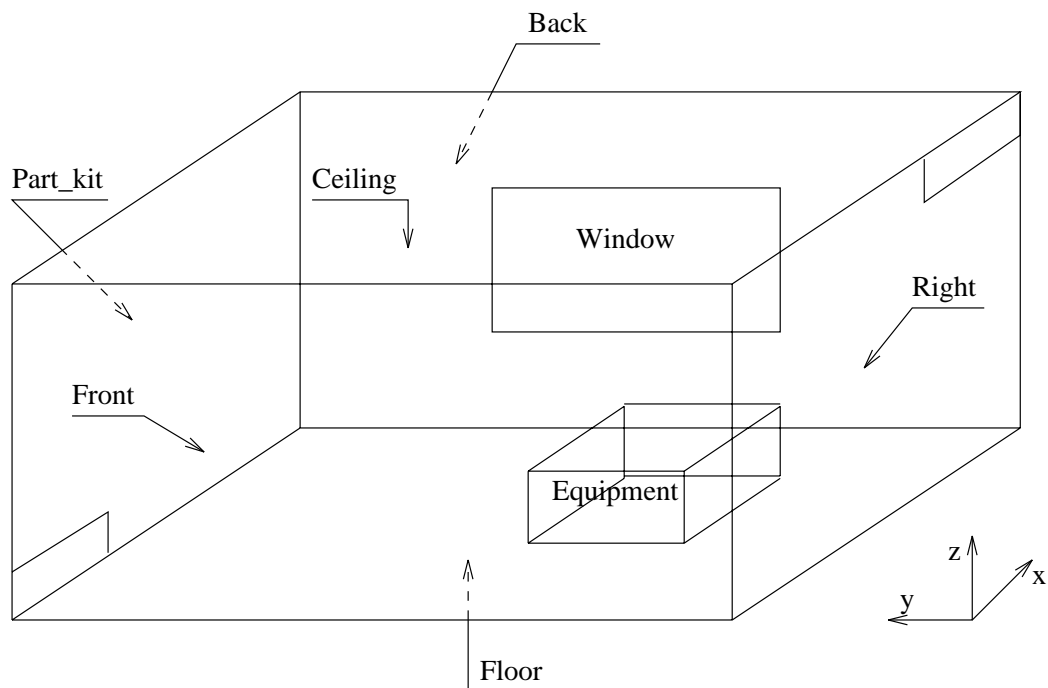 Back
Part_kit
Ceiling
Window
Right
Front
Equipment
z
x
y
Floor